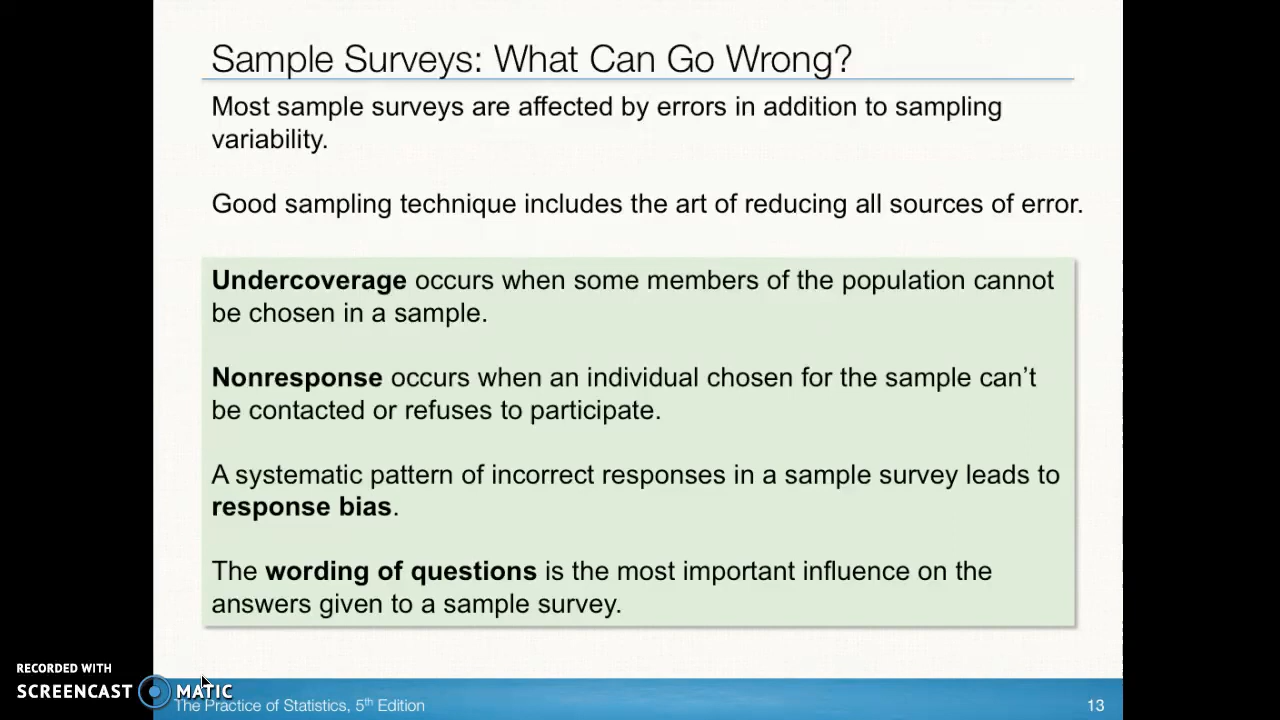 Sample Surveys: What Can Go Wrong?
Most sample surveys are affected by errors in addition to sampling
variability.
Good sampling technique includes the art of reducing all sources of error.
Undercoverage occurs when some members of the population cannot
be chosen in a sample.
Nonresponse occurs when an individual chosen for the sample can’t
be contacted or refuses to participate.
A systematic pattern of incorrect responses in a sample survey leads to
response bias.
The wording of questions is the most important influence on the
answers given to a sample survey.
RECORDED WITH
SCREENCAST MATIC
The Practice of Statistics, 5th Edition
13